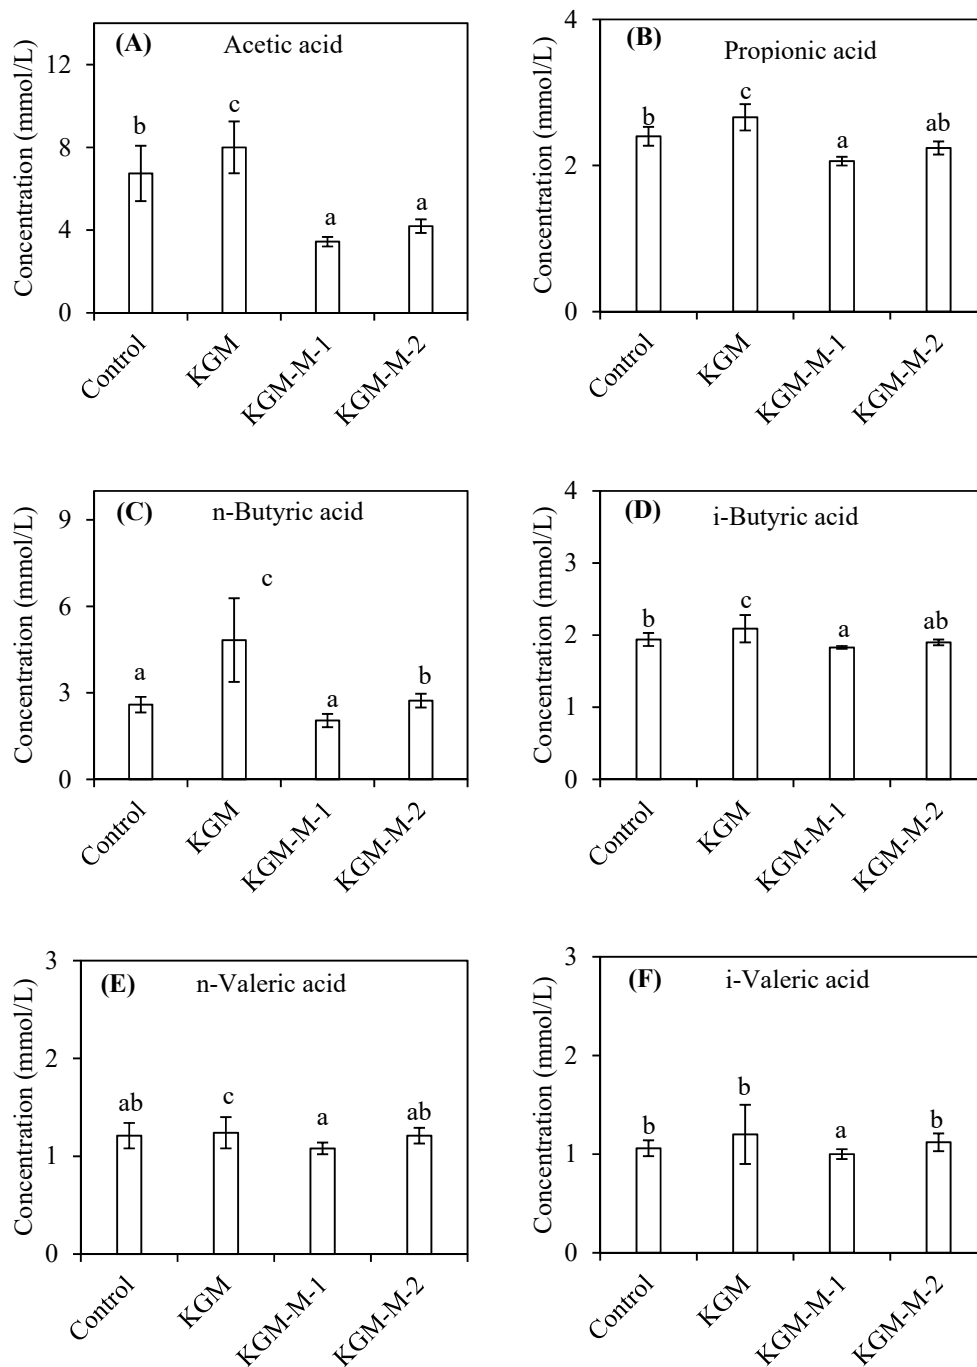 (A) Acetic acid
Concentration (mmol/L)
12
8
4
0
b
c
a
a
Control
KGM
KGM-M-1
KGM-M-2
(B) Propionic acid
Concentration (mmol/L)
4
2
0
b
c
a
ab
Control
KGM
KGM-M-1
KGM-M-2
(C) n-Butyric acid
Concentration (mmol/L)
9
6
3
0
a
c
a
b
Control
KGM
KGM-M-1
KGM-M-2
(D) i-Butyric acid
Concentration (mmol/L)
4
3
2
1
0
b
c
a
ab
Control
KGM
KGM-M-1
KGM-M-2
(E) n-Valeric acid
Concentration (mmol/L)
3
2
1
0
ab
c
a
ab
Control
KGM
KGM-M-1
KGM-M-2
(F) i-Valeric acid
Concentration (mmol/L)
3
2
1
0
b
b
a
b
Control
KGM
KGM-M-1
KGM-M-2